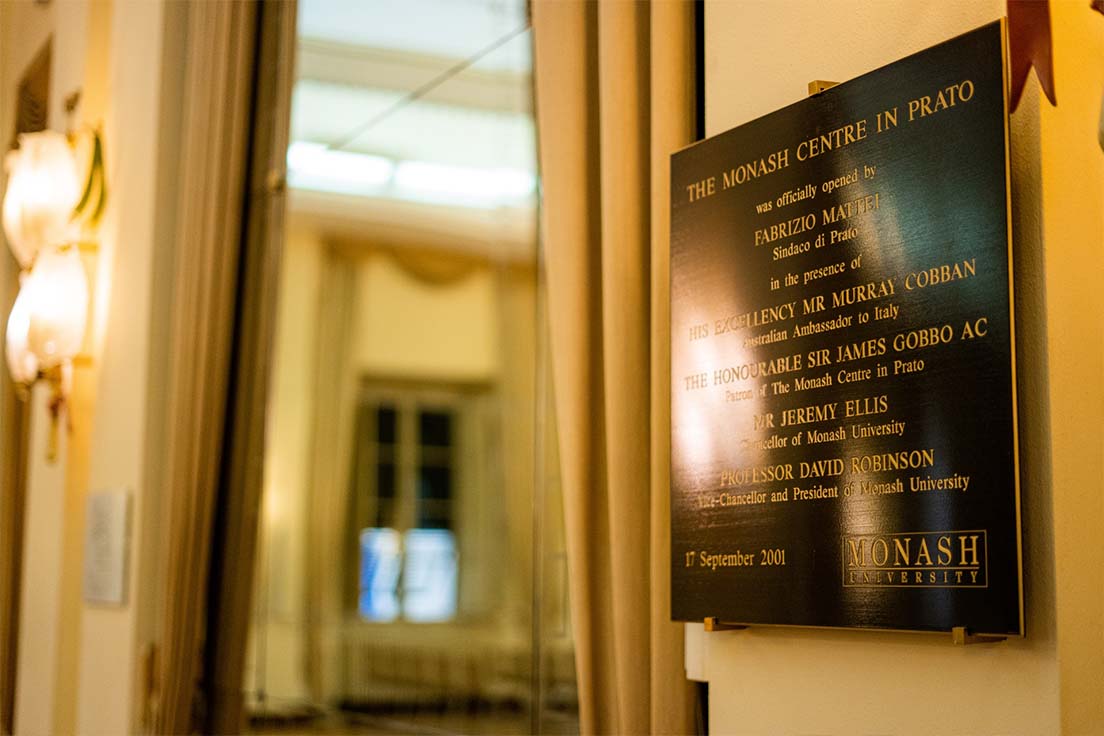 THE MONASH CENTRE IN PRATO
was officially opened by
FABRIZIO MATTEI
Sindaco di Prato
in the presence of
HIS EXCELLENCY MR MURRAY COBBAN
Australian Ambassador to Italy
THE HONOURABLE SIR JAMES GOBBO AC
Patron of The Monash Centre in Prato
MR JEREMY ELLIS
Chancellor of Monash University
PROFESSOR DAVID ROBINSON
Vice-Chancellor and President of Monash University
17 September 2001
MONASH
UNIVERSITY